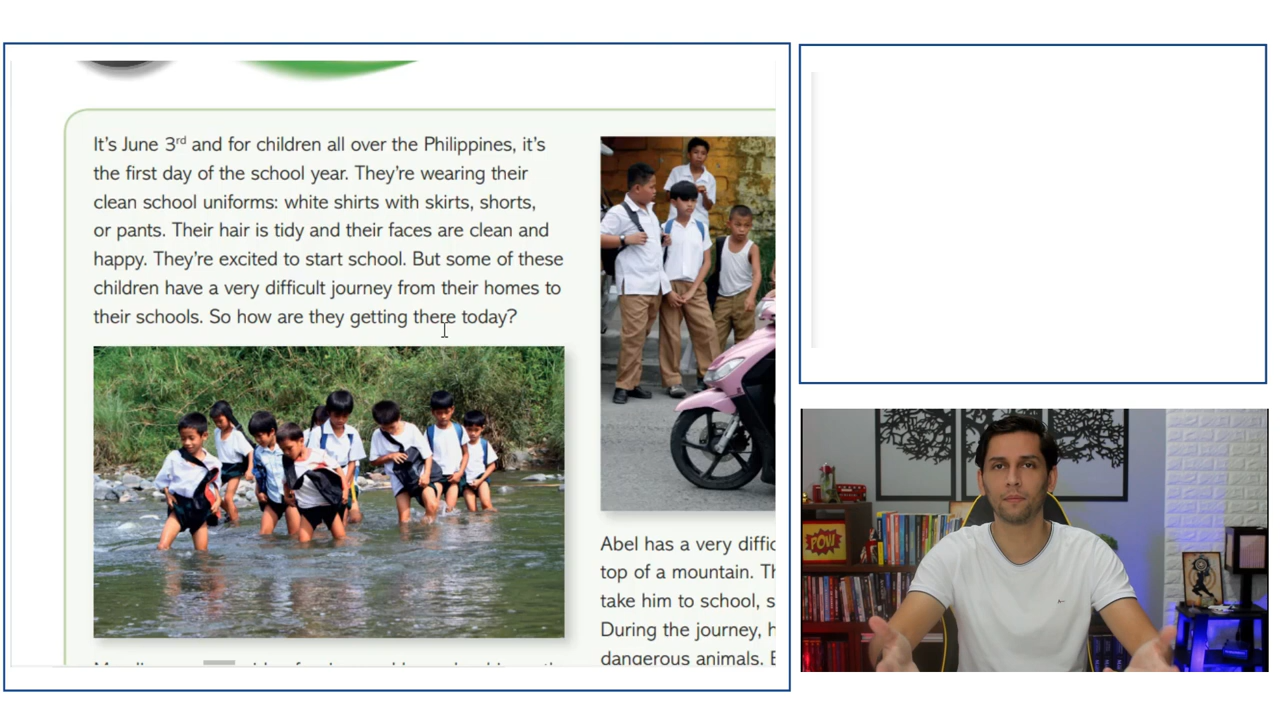 It's June 3rd and for children all over the Philippines, it's
the first day of the school year. They're wearing their
clean school uniforms: white shirts with skirts, shorts,
or pants. Their hair is tidy and their faces are clean and
happy. They're excited to start school. But some of these
children have a very difficult journey from their homes to
their schools. So how are they getting there today?
Abel has a very
top of a mountain.
take him to school,
During the journey,
dangerous animals.
POW